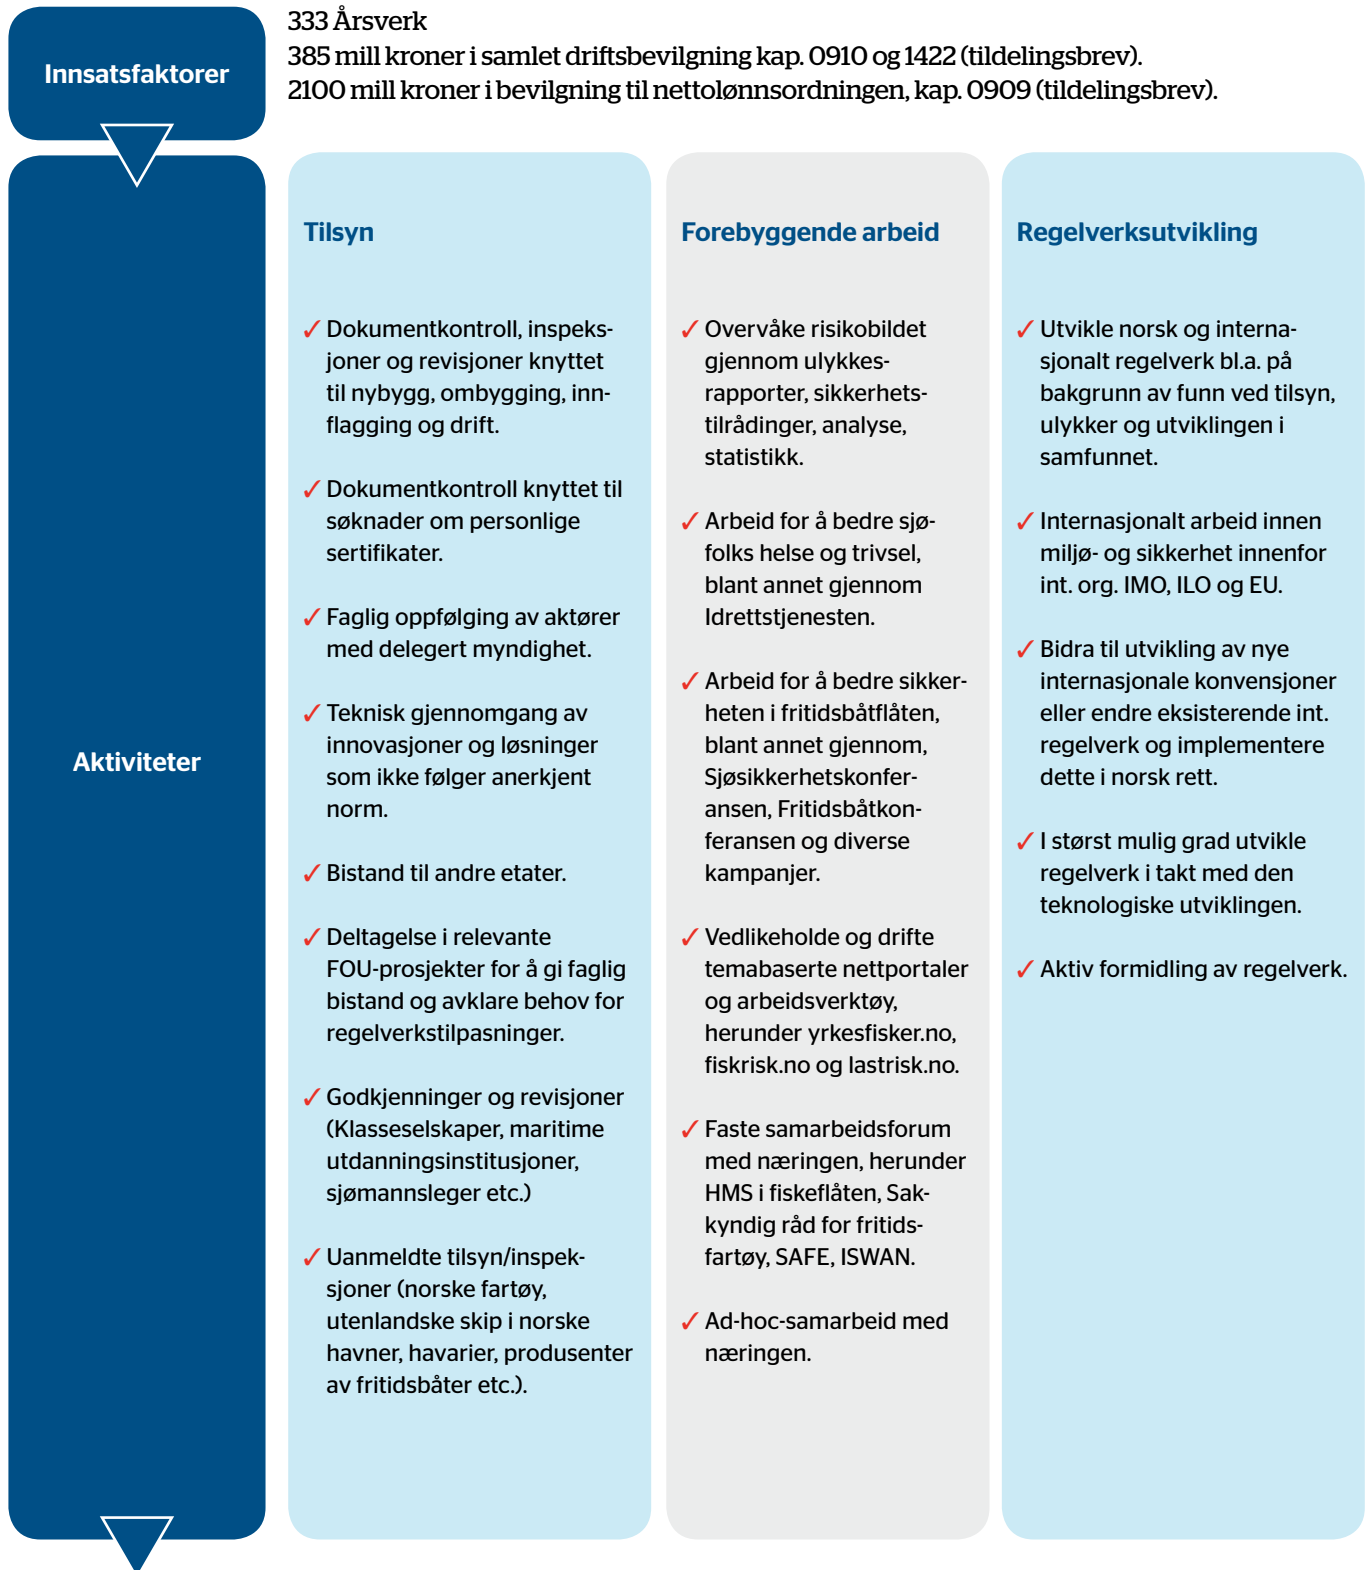 Innsatsfaktorer
333 Årsverk
385 mill kroner i samlet driftsbevilgning kap. 0910 og 1422 (tildelingsbrev).
2100 mill kroner i bevilgning til nettolønnsordningen, kap. 0909 (tildelingsbrev).
Aktiviteter
Tilsyn
✓ Dokumentkontroll, inspeks-
joner og revisjoner knyttet
til nybygg, ombygging, inn-
flagging og drift.
✓ Dokumentkontroll knyttet til
søknader om personlige
sertifikater.
✓ Faglig oppfølging av aktører
med delegert myndighet.
✓ Teknisk gjennomgang av
innovasjoner og løsninger
som ikke følger anerkjent
norm.
✓ Bistand til andre etater.
✓ Deltagelse i relevante
FOU-prosjekter for å gi faglig
bistand og avklare behov for
regelverkstilpasninger.
✓ Godkjenninger og revisjoner
(Klasseselskaper, maritime
utdanningsinstitusjoner,
sjømannsleger etc.)
✓ Uanmeldte tilsyn/inspek-
sjoner (norske fartøy,
utenlandske skip i norske
havner, havarier, produsenter
av fritidsbåter etc.).
Forebyggende arbeid
✓ Overvåke risikobildet
gjennom ulykkes-
rapporter, sikkerhets-
tilrådinger, analyse,
statistikk.
✓ Arbeid for å bedre sjø-
folks helse og trivsel,
blant annet gjennom
Idrettstjenesten.
✓ Arbeid for å bedre sikker-
heten i fritidsbåtflåten,
blant annet gjennom,
Sjøsikkerhetskonfer-
ansen, Fritidsbåtkon-
feransen og diverse
kampanjer.
✓ Vedlikeholde og drifte
temabaserte nettportaler
og arbeidsverktøy,
herunder yrkesfisker.no,
fiskrisk.no og lastrisk.no.
✓ Faste samarbeidsforum
med næringen, herunder
HMS i fiskeflåten, Sak-
kyndig råd for fritids-
fartøy, SAFE, ISWAN.
✓ Ad-hoc-samarbeid med
næringen.
Regelverksutvikling
✓ Utvikle norsk og interna-
sjonalt regelverk bl.a. på
bakgrunn av funn ved tilsyn,
ulykker og utviklingen i
samfunnet.
✓ Internasjonalt arbeid innen
miljø- og sikkerhet innenfor
int. org. IMO, ILO og EU.
✓ Bidra til utvikling av nye
internasjonale konvensjoner
eller endre eksisterende int.
regelverk og implementere
dette i norsk rett.
✓ I størst mulig grad utvikle
regelverk i takt med den
teknologiske utviklingen.
✓ Aktiv formidling av regelverk.